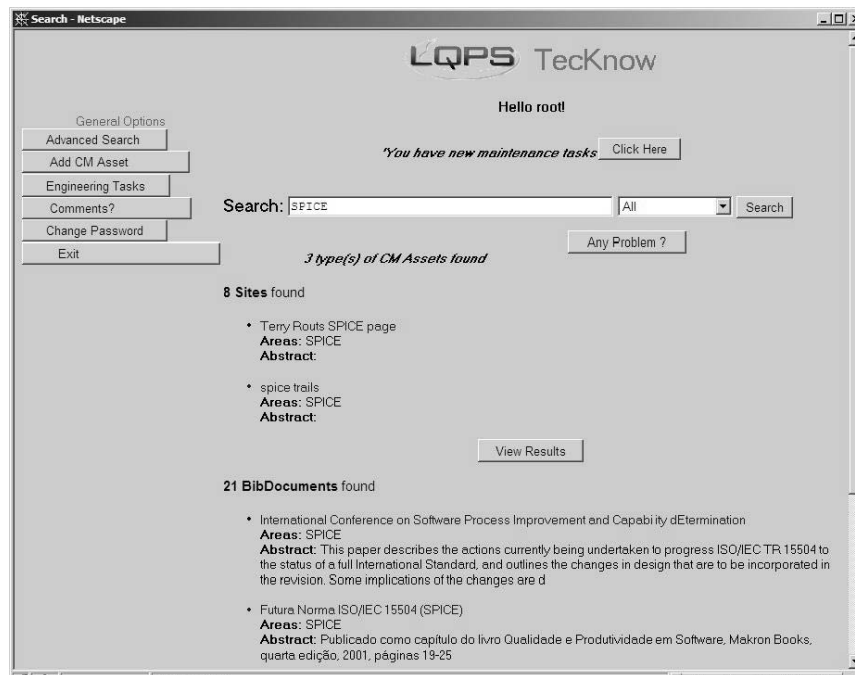 Search - Netscape
LQPS TecKnow
Hello root!
General Options
Advanced Search
Add CM Asset
Engineering Tasks
Comments?
Change Password
Exit
'You have new maintenance tasks Click Here
Search: SPICE All Search
Any Problem ?
3 type(s) of CM Assets found
8 Sites found
• Terry Routs SPICE page
Areas: SPICE
Abstract:
• spice trails
Areas: SPICE
Abstract:
View Results
21 BibDocuments found
• International Conference on Software Process Improvement and Capabi ity dEtermination
Areas: SPICE
Abstract: This paper describes the actions currently being undertaken to progress ISO/IEC TR 15504 to
the status of a full International Standard, and outlines the changes in design that are to be incorporated in
the revision. Some implications of the changes are d
• Futura Norma ISO/IEC 15504 (SPICE)
Areas: SPICE
Abstract: Publicado como capítulo do livro Qualidade e Produtividade em Software, Makron Books,
quarta edição, 2001, páginas 19-25